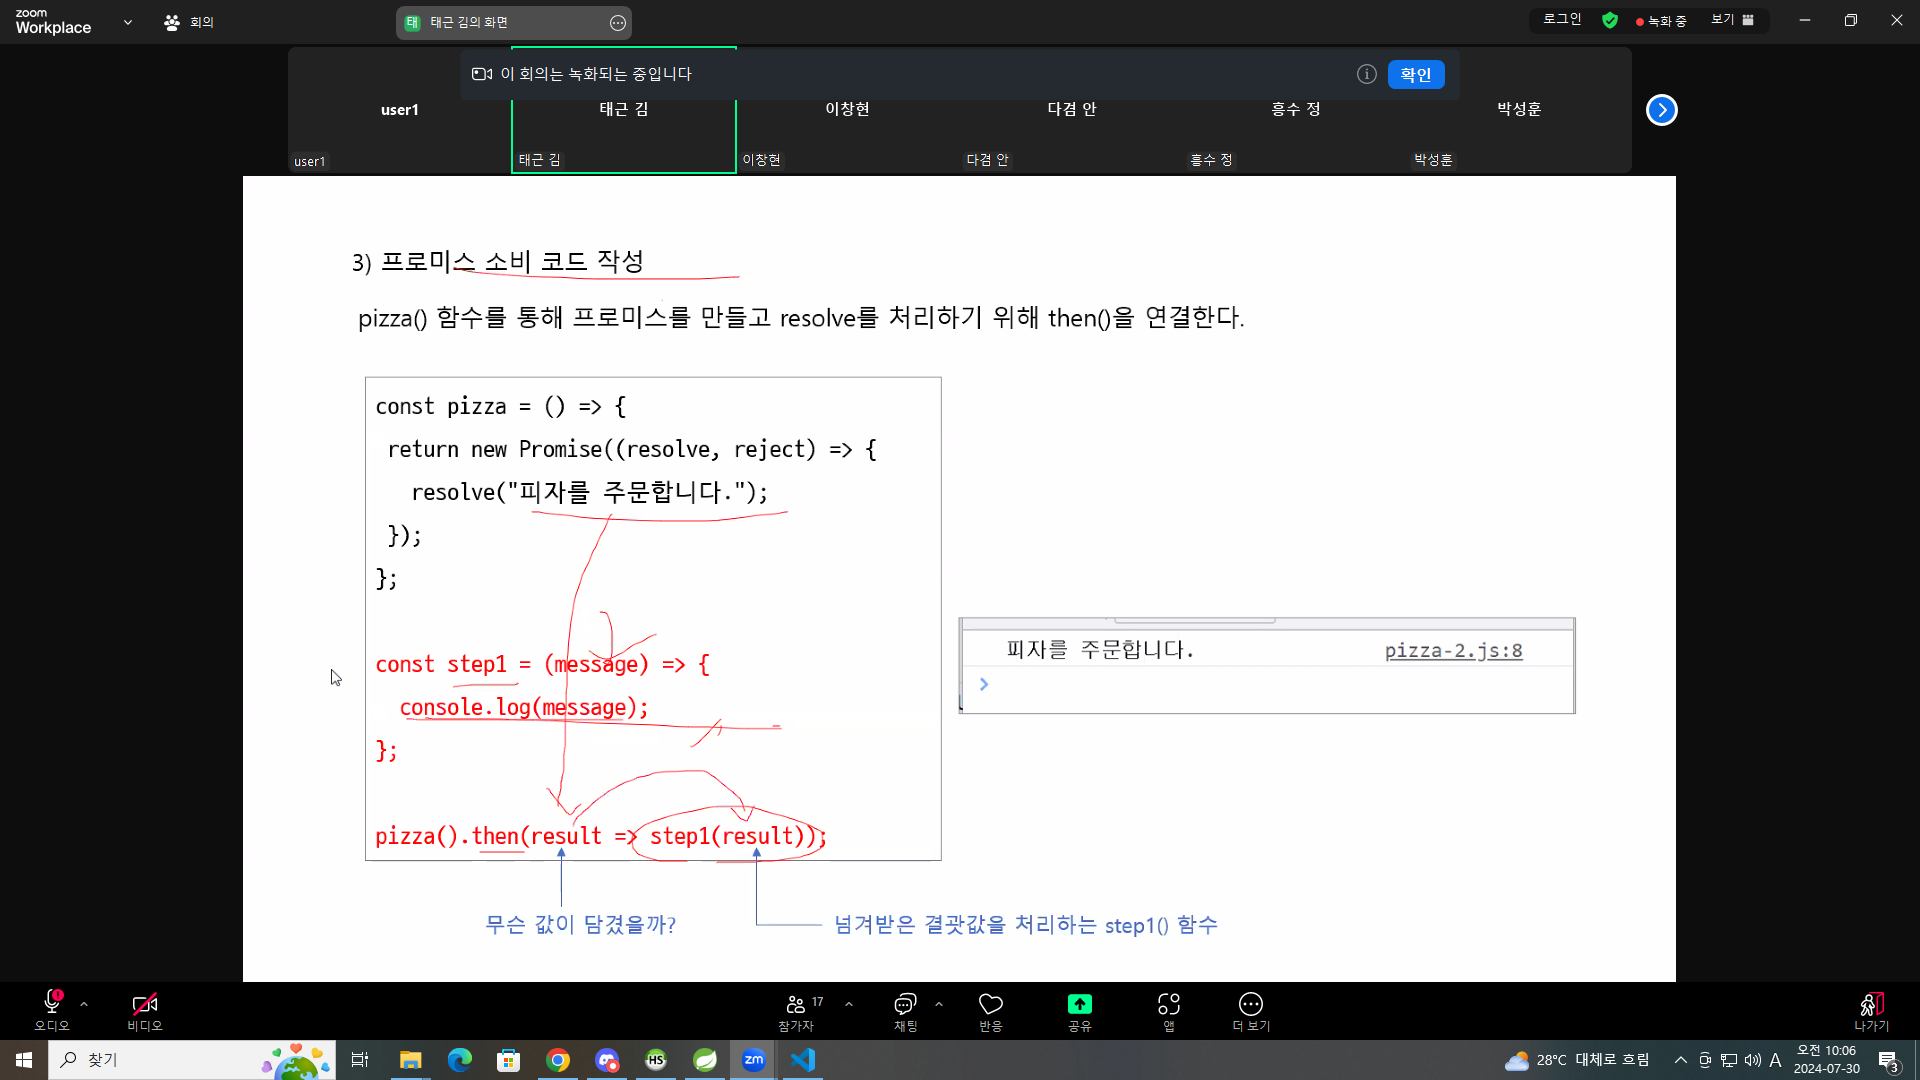 zoom
Workplace
회의
태 태근 김의 화면
로그인
녹화 중
보기
이 회의는 녹화되는 중입니다
확인
user1
태근 김
이창현
다겸 안
흥수 정
박성훈
user1
태근 김
이창현
다겸 안
흥수 정
박성훈
3) 프로미스 소비 코드 작성
pizza() 함수를 통해 프로미스를 만들고 resolve를 처리하기 위해 then()을 연결한다.
const pizza = () => {
return new Promise((resolve, reject) => {
resolve("피자를 주문합니다.");
});
};
const step1 = (message) => {
console.log(message);
};
pizza().then(result => step1(result));
피자를 주문합니다. pizza-2.js:8
무슨 값이 담겼을까?
넘겨받은 결괏값을 처리하는 step1() 함수
오디오
비디오
17
참가자
채팅
반응
공유
앱
더 보기
나가기
찾기
HS
zm
28°C 대체로 흐림
A
오전 10:06
2024-07-30
3